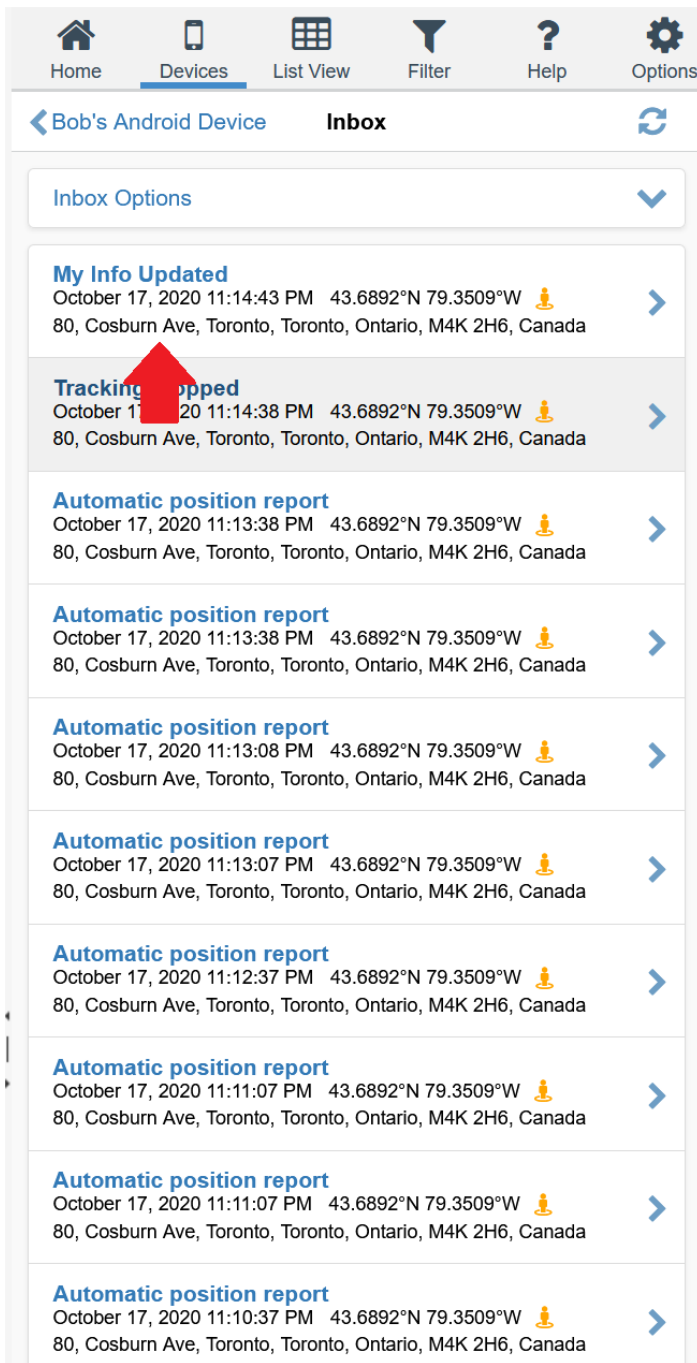 Home Devices List View Filter Help Options
Bob's Android Device Inbox
Inbox Options
My Info Updated
October 17, 2020 11:14:43 PM 43.6892°N 79.3509°W
80, Cosburn Ave, Toronto, Toronto, Ontario, M4K 2H6, Canada
Tracking opped
October 17 20 11:14:38 PM 43.6892°N 79.3509°W
80, Cosburn Ave, Toronto, Toronto, Ontario, M4K 2H6, Canada
Automatic position report
October 17, 2020 11:13:38 PM 43.6892°N 79.3509°W
80, Cosburn Ave, Toronto, Toronto, Ontario, M4K 2H6, Canada
Automatic position report
October 17, 2020 11:13:38 PM 43.6892°N 79.3509°W
80, Cosburn Ave, Toronto, Toronto, Ontario, M4K 2H6, Canada
Automatic position report
October 17, 2020 11:13:08 PM 43.6892°N 79.3509°W
80, Cosburn Ave, Toronto, Toronto, Ontario, M4K 2H6, Canada
Automatic position report
October 17, 2020 11:13:07 PM 43.6892°N 79.3509°W
80, Cosburn Ave, Toronto, Toronto, Ontario, M4K 2H6, Canada
Automatic position report
October 17, 2020 11:12:37 PM 43.6892°N 79.3509°W
80, Cosburn Ave, Toronto, Toronto, Ontario, M4K 2H6, Canada
Automatic position report
October 17, 2020 11:11:07 PM 43.6892°N 79.3509°W
80, Cosburn Ave, Toronto, Toronto, Ontario, M4K 2H6, Canada
Automatic position report
October 17, 2020 11:11:07 PM 43.6892°N 79.3509°W
80, Cosburn Ave, Toronto, Toronto, Ontario, M4K 2H6, Canada
Automatic position report
October 17, 2020 11:10:37 PM 43.6892°N 79.3509°W
80, Cosburn Ave, Toronto, Toronto, Ontario, M4K 2H6, Canada